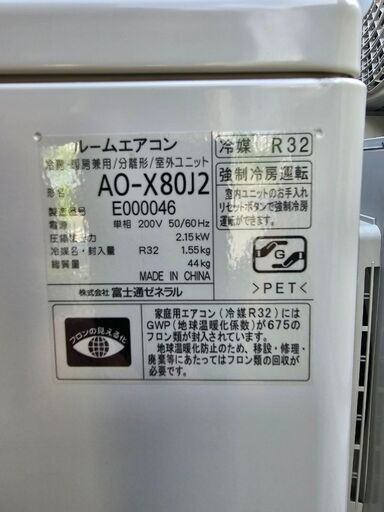 ルームエアコン
冷房・暖房兼用/分離形/室外ユニット
形名 AO-X80J2
製造番号 E000046
電源 単相 200V 50/60Hz
圧縮機出力 2.15kW
冷媒名・封入量 R32 1.55kg
総質量 44kg
MADE IN CHINA
株式会社 富士通ゼネラル
冷媒 R32
強制冷房運転
室内ユニットのお手入れ
リセットボタンで強制冷房
運転ができます。
G
>PET<
フロンの見える化
家庭用エアコン(冷媒R32)には
GWP(地球温暖化係数)が675の
フロン類が封入されています。
地球温暖化防止のため、移設・修理・
廃棄等にあたってはフロン類の回収が
必要です。